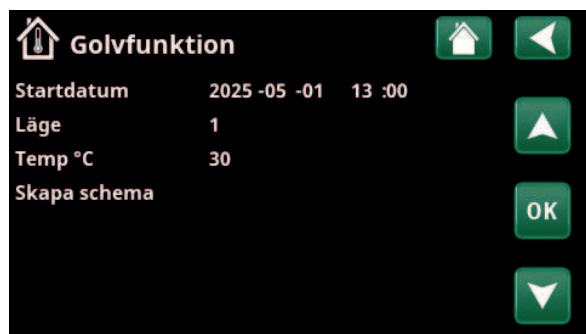 Golvfunktion
Startdatum 2025 -05 -01 13 :00
Läge 1
Temp °C 30
Skapa schema
OK